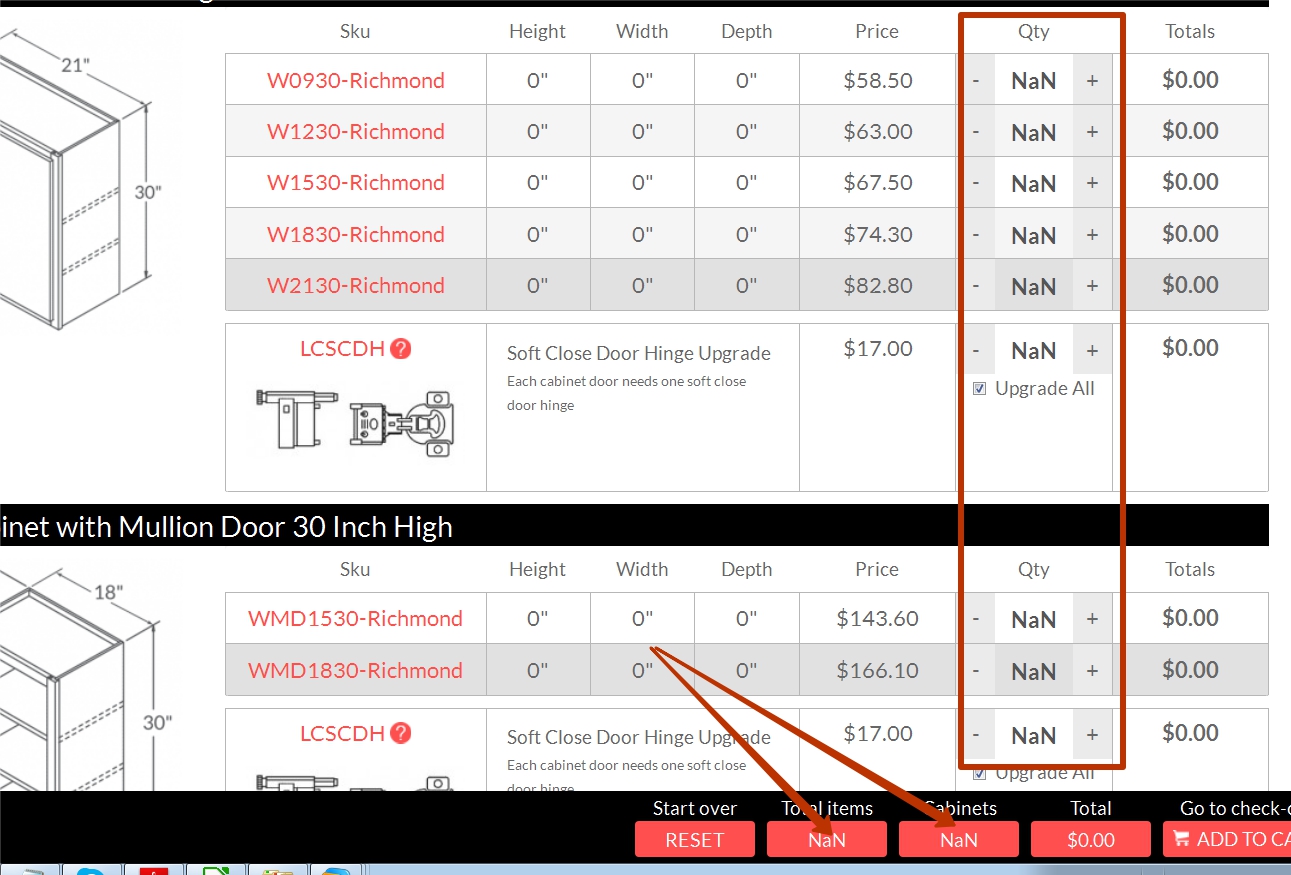 Sku Height Width Depth Price Qty Totals
21"
W0930-Richmond 0" 0" 0" $58.50 - NaN + $0.00
W1230-Richmond 0" 0" 0" $63.00 - NaN + $0.00
30"
W1530-Richmond 0" 0" 0" $67.50 - NaN + $0.00
W1830-Richmond 0" 0" 0" $74.30 - NaN + $0.00
W2130-Richmond 0" 0" 0" $82.80 - NaN + $0.00
LCSCDH ? Soft Close Door Hinge Upgrade $17.00 - NaN + $0.00
Each cabinet door needs one soft close
door hinge
Upgrade All
inet with Mullion Door 30 Inch High
Sku Height Width Depth Price Qty Totals
18"
WMD1530-Richmond 0" 0" 0" $143.60 - NaN + $0.00
WMD1830-Richmond 0" 0" 0" $166.10 - NaN + $0.00
30"
LCSCDH ? Soft Close Door Hinge Upgrade $17.00 - NaN + $0.00
Each cabinet door needs one soft close
door hinge
Upgrade All
Start over Total items Cabinets Total Go to check-
RESET NaN NaN $0.00 ADD TO CA